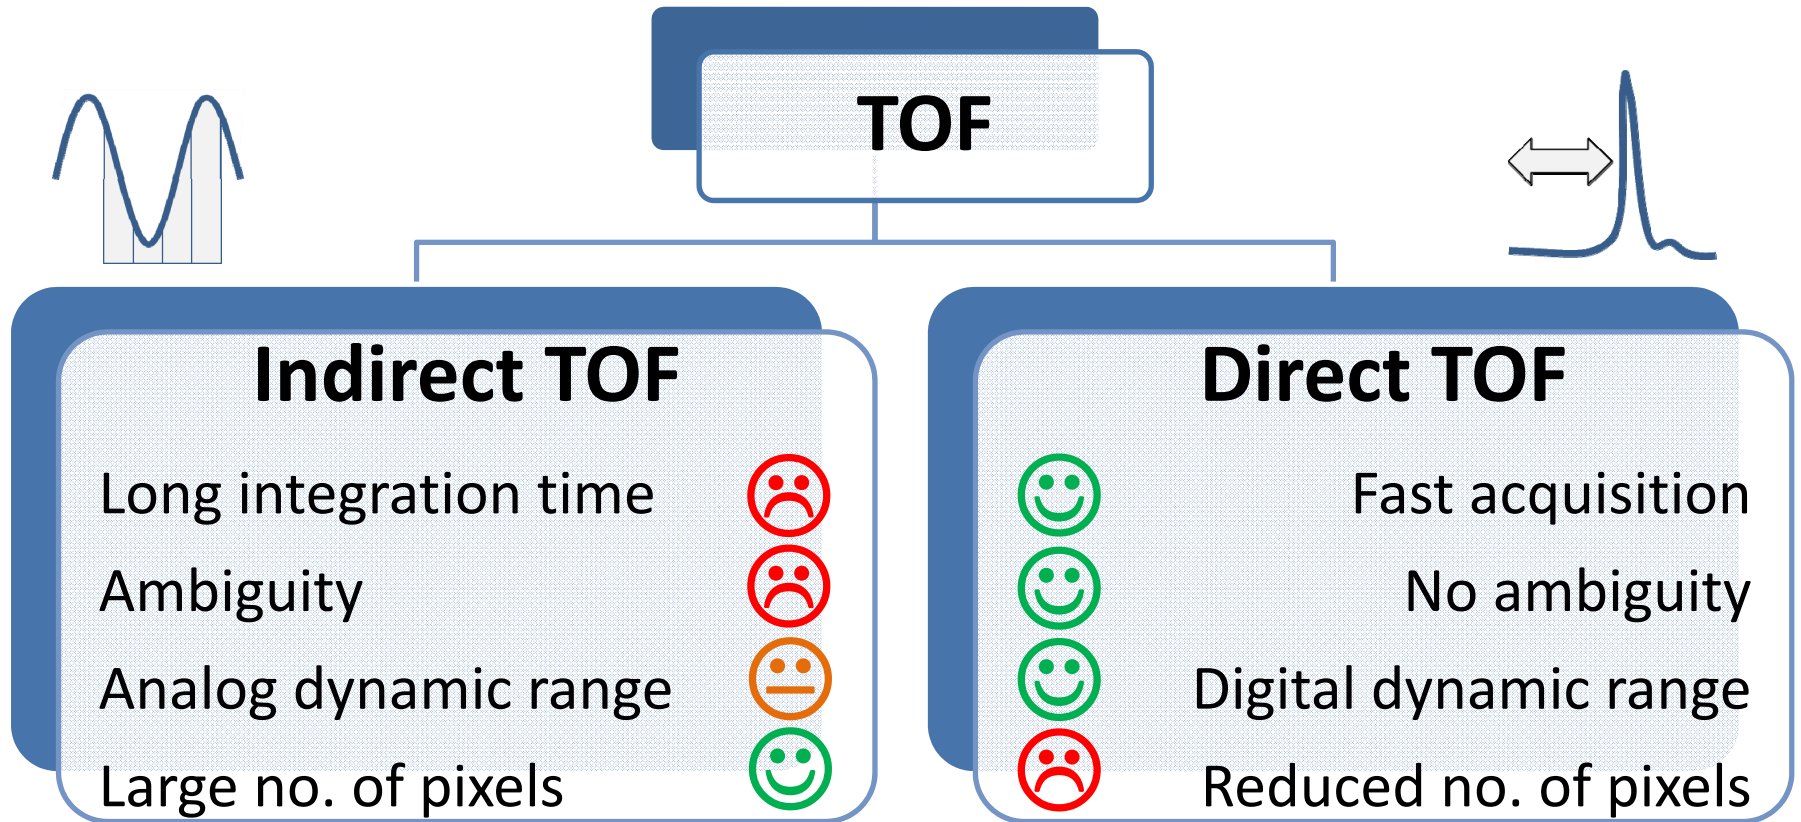 TOF
Indirect TOF
Long integration time
Ambiguity
Analog dynamic range
Large no. of pixels
Direct TOF
Fast acquisition
No ambiguity
Digital dynamic range
Reduced no. of pixels